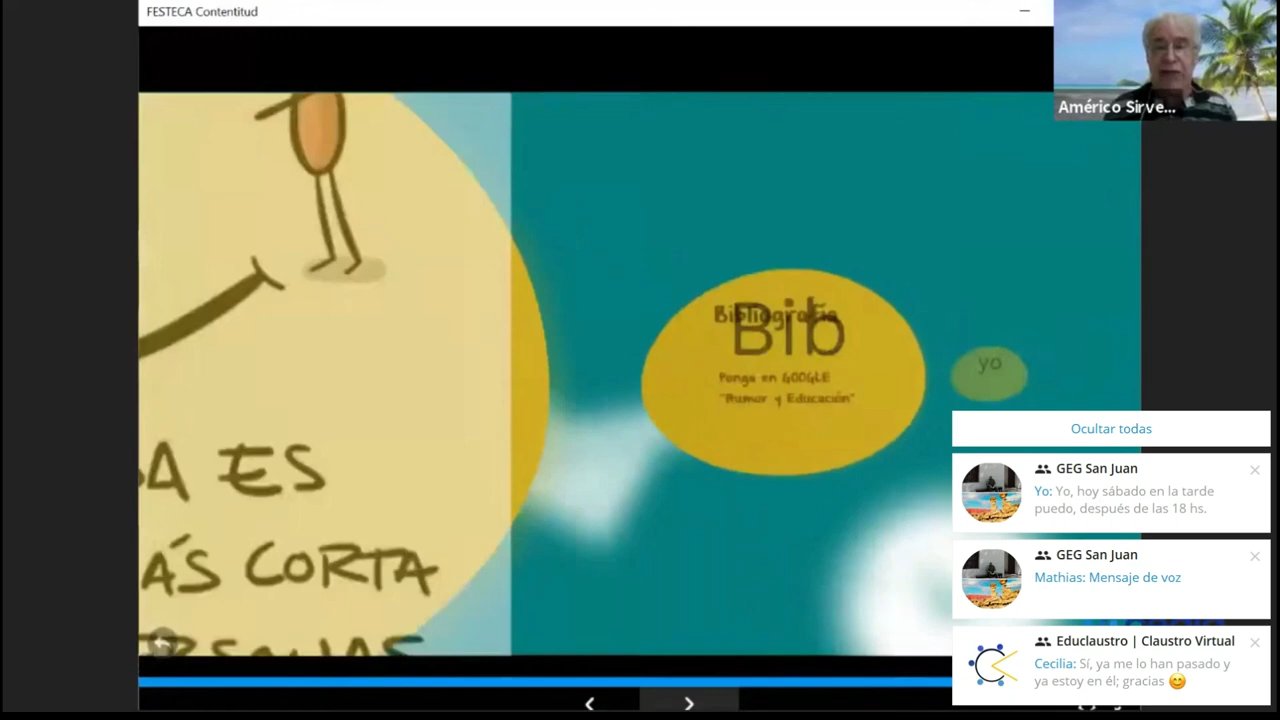 FESTECA Contentitud
Américo Sirve...
Bibliografía
Bib
Ponga en GOOGLE
"Humor y Educación"
yo
ES
CORTA
Ocultar todas
GEG San Juan
Yo: Yo, hoy sábado en la tarde
puedo, después de las 18 hs.
GEG San Juan
Mathias: Mensaje de voz
Educlaustro | Claustro Virtual
Cecilia: Sí, ya me lo han pasado y
ya estoy en él; gracias 😊